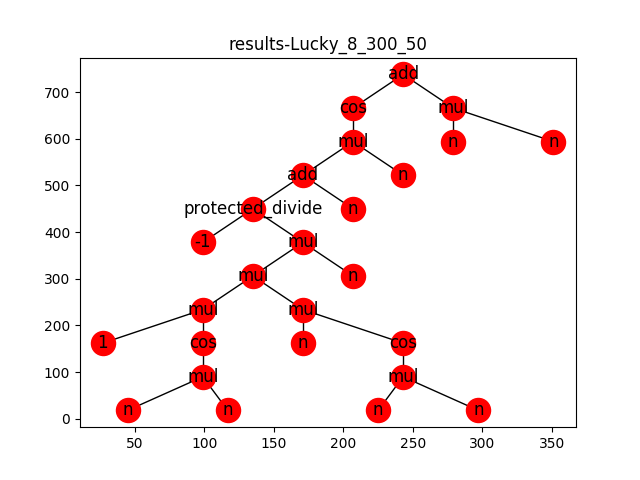 results-Lucky_8_300_50
add
700
cos mul
600
mul n n
500
add n
protected_divide n
400
-1 mul
300
mul n
mul mul
200
1 cos n cos
100
mul mul
n n n n
0
50 100 150 200 250 300 350